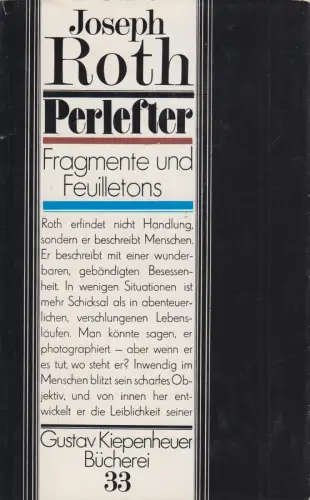 Joseph
Roth
Perlefter
Fragmente und
Feuilletons
Roth erfindet nicht Handlung,
sondern er beschreibt Menschen.
Er beschreibt mit einer wunder-
baren, gebändigten Besessen-
heit. In wenigen Situationen ist
mehr Schicksal als in abenteuer-
lichen, verschlungenen Lebens-
läufen. Man könnte sagen, er
photographiert – aber wenn er
es tut, wo steht er? Inwendig im
Menschen blitzt sein scharfes Ob-
jektiv, und von innen her ent-
wickelt er die Leiblichkeit seiner
Gustav Kiepenheuer
Bücherei
33